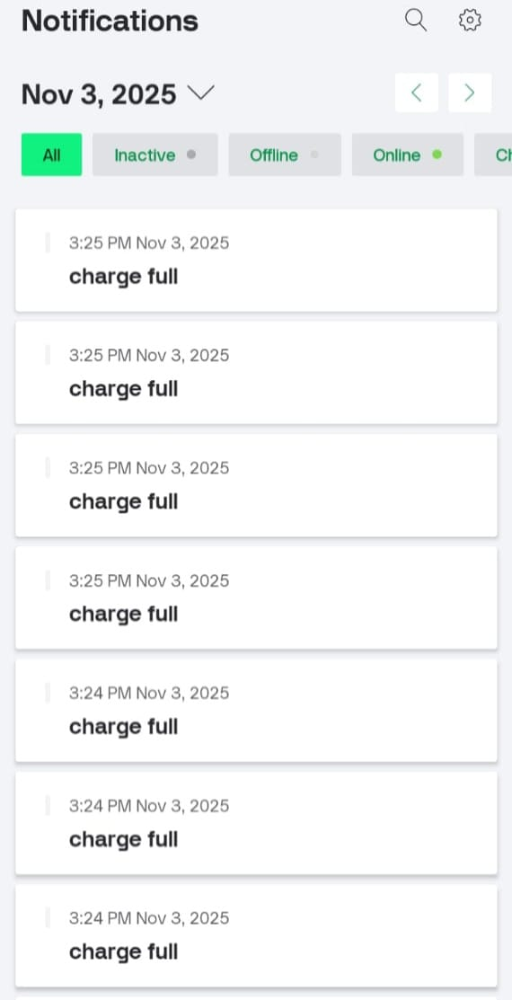 Notifications
Nov 3, 2025
All
Inactive
Offline
Online
3:25 PM Nov 3, 2025
charge full
3:25 PM Nov 3, 2025
charge full
3:25 PM Nov 3, 2025
charge full
3:25 PM Nov 3, 2025
charge full
3:24 PM Nov 3, 2025
charge full
3:24 PM Nov 3, 2025
charge full
3:24 PM Nov 3, 2025
charge full